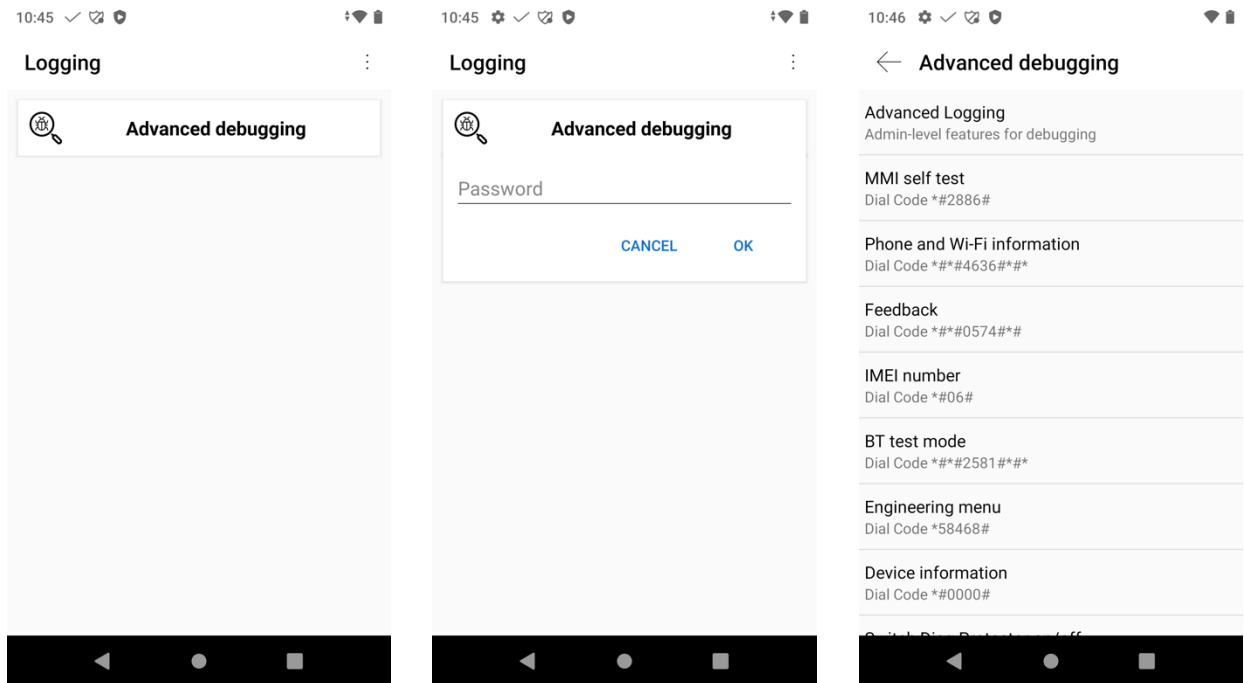 10:45
Logging
Advanced debugging
10:45
Logging
Advanced debugging
Password
CANCEL OK
10:46
Advanced debugging
Advanced Logging
Admin-level features for debugging
MMI self test
Dial Code *#2886#
Phone and Wi-Fi information
Dial Code *#*#4636#*#*
Feedback
Dial Code *#*#0574#*#
IMEI number
Dial Code *#06#
BT test mode
Dial Code *#*#2581#*#*
Engineering menu
Dial Code *58468#
Device information
Dial Code *#0000#